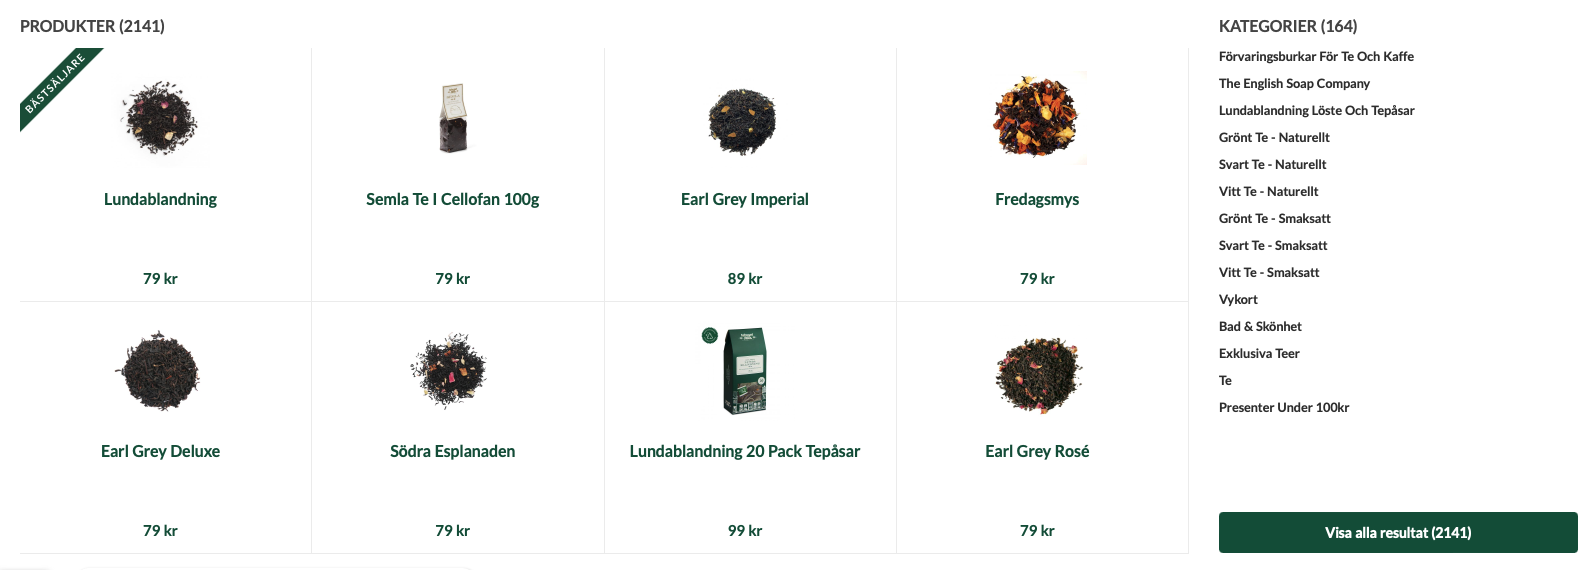 PRODUKTER (2141)
BÄSTSÄLJARE
Lundablandning
79 kr
Semla Te I Cellofan 100g
79 kr
Earl Grey Imperial
89 kr
Fredagsmys
79 kr
Earl Grey Deluxe
79 kr
Södra Esplanaden
79 kr
Lundablandning 20 Pack Tepåsar
99 kr
Earl Grey Rosé
79 kr
KATEGORIER (164)
Förvaringsburkar För Te Och Kaffe
The English Soap Company
Lundablandning Löste Och Tepåsar
Grönt Te - Naturellt
Svart Te - Naturellt
Vitt Te - Naturellt
Grönt Te - Smaksatt
Svart Te - Smaksatt
Vitt Te - Smaksatt
Vykort
Bad & Skönhet
Exklusiva Teer
Te
Presenter Under 100kr
Visa alla resultat (2141)